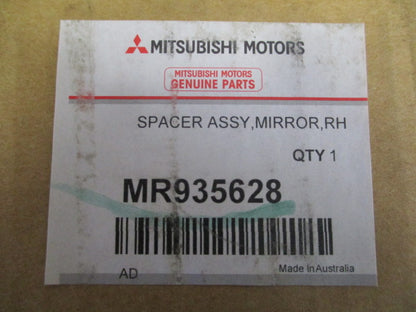 MITSUBISHI MOTORS
MITSUBISHI MOTORS
GENUINE PARTS
SPACER ASSY,MIRROR,RH
QTY 1
MR935628
AD
Made in Australia